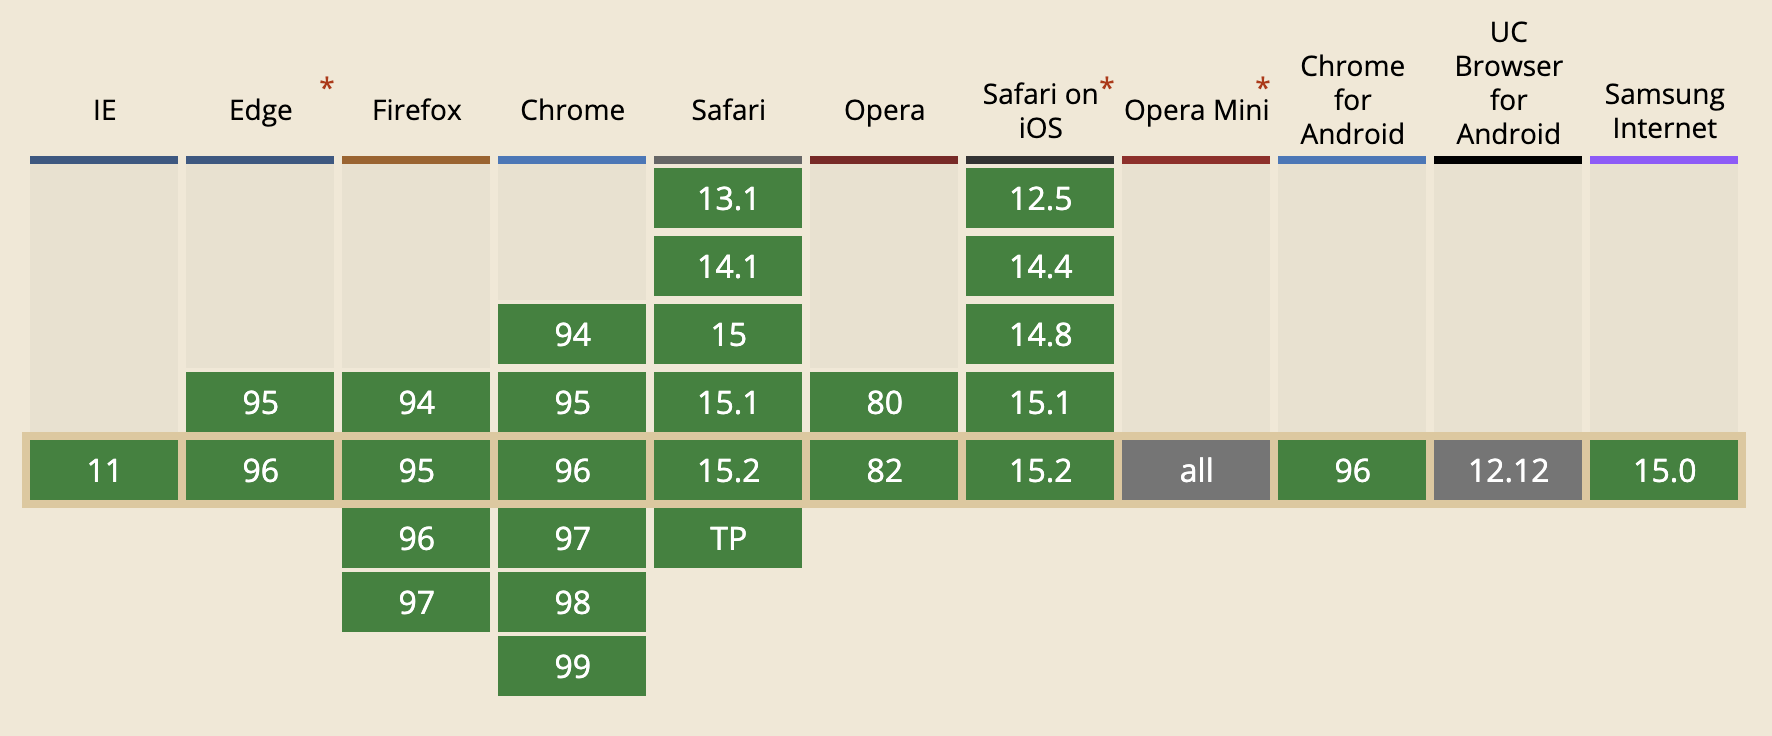 IE
Edge
*
Firefox
Chrome
Safari
Opera
Safari on
iOS
*
Opera Mini
*
Chrome
for
Android
UC
Browser
for
Android
Samsung
Internet
13.1 12.5
14.1 14.4
94 15 14.8
95 94 95 15.1 80 15.1
11 96 95 96 15.2 82 15.2 all 96 12.12 15.0
96 97 TP
97 98
99